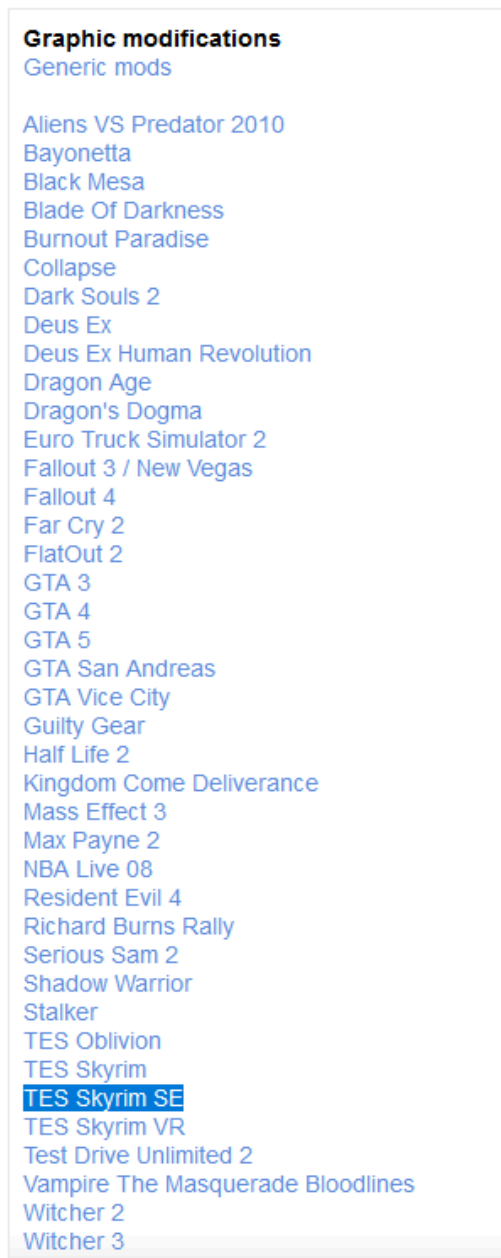 Graphic modifications
Generic mods
Aliens VS Predator 2010
Bayonetta
Black Mesa
Blade Of Darkness
Burnout Paradise
Collapse
Dark Souls 2
Deus Ex
Deus Ex Human Revolution
Dragon Age
Dragon's Dogma
Euro Truck Simulator 2
Fallout 3 / New Vegas
Fallout 4
Far Cry 2
FlatOut 2
GTA 3
GTA 4
GTA 5
GTA San Andreas
GTA Vice City
Guilty Gear
Half Life 2
Kingdom Come Deliverance
Mass Effect 3
Max Payne 2
NBA Live 08
Resident Evil 4
Richard Burns Rally
Serious Sam 2
Shadow Warrior
Stalker
TES Oblivion
TES Skyrim
TES Skyrim SE
TES Skyrim VR
Test Drive Unlimited 2
Vampire The Masquerade Bloodlines
Witcher 2
Witcher 3